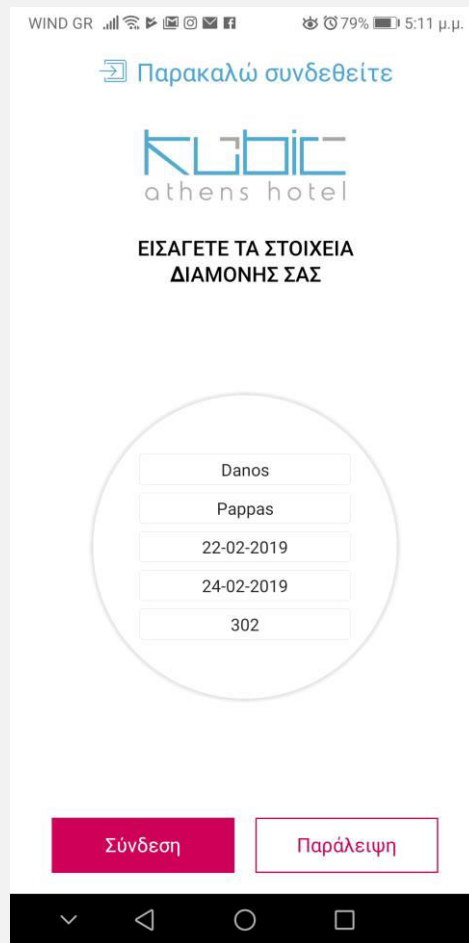 WIND GR 79% 5:11 μ.μ.
Παρακαλώ συνδεθείτε
kubic
athens hotel
ΕΙΣΑΓΕΤΕ ΤΑ ΣΤΟΙΧΕΙΑ
ΔΙΑΜΟΝΗΣ ΣΑΣ
Danos
Pappas
22-02-2019
24-02-2019
302
Σύνδεση Παράλειψη